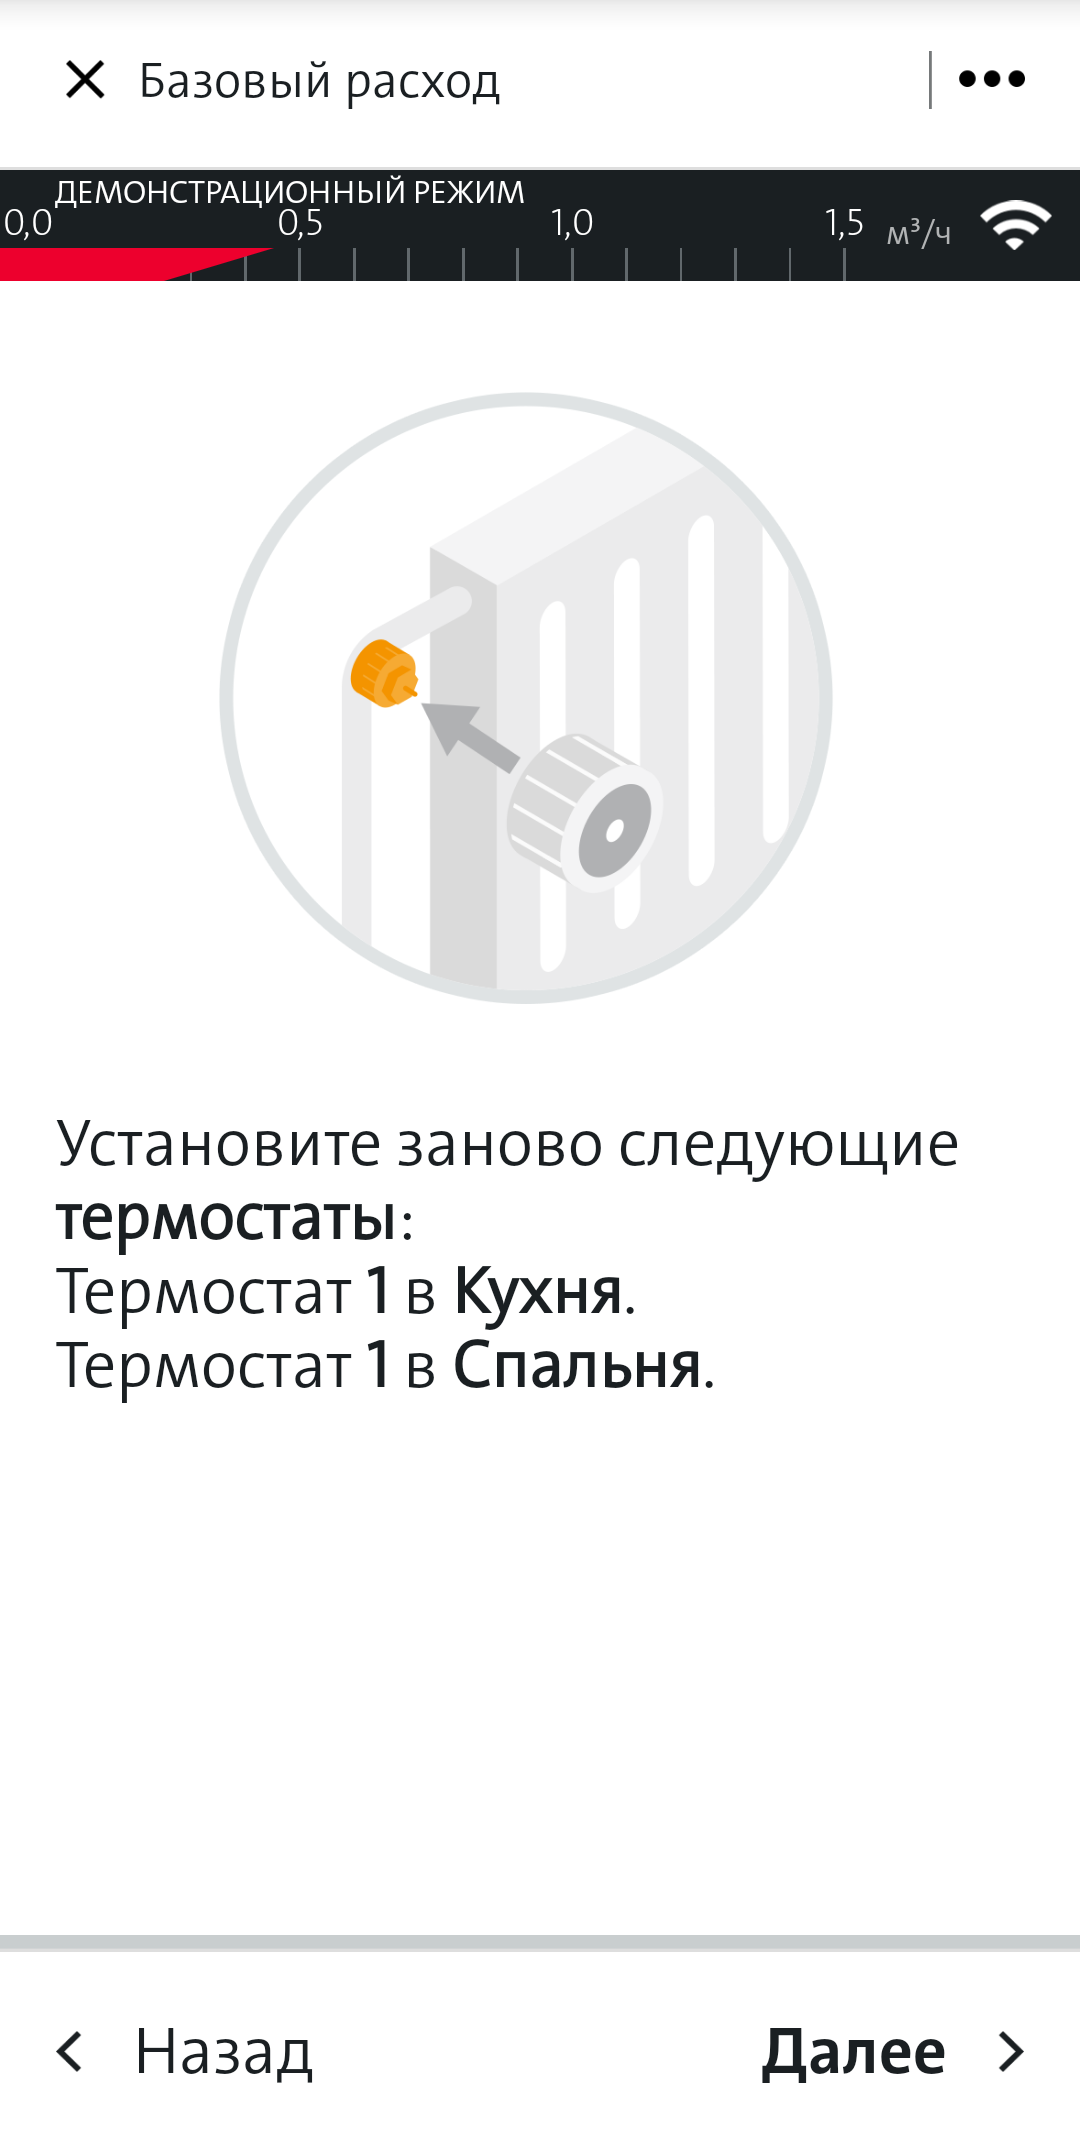 Базовый расход
ДЕМОНСТРАЦИОННЫЙ РЕЖИМ
0,0 0,5 1,0 1,5 м³/ч
Установите заново следующие
термостаты:
Термостат 1 в Кухня.
Термостат 1 в Спальня.
Назад Далее